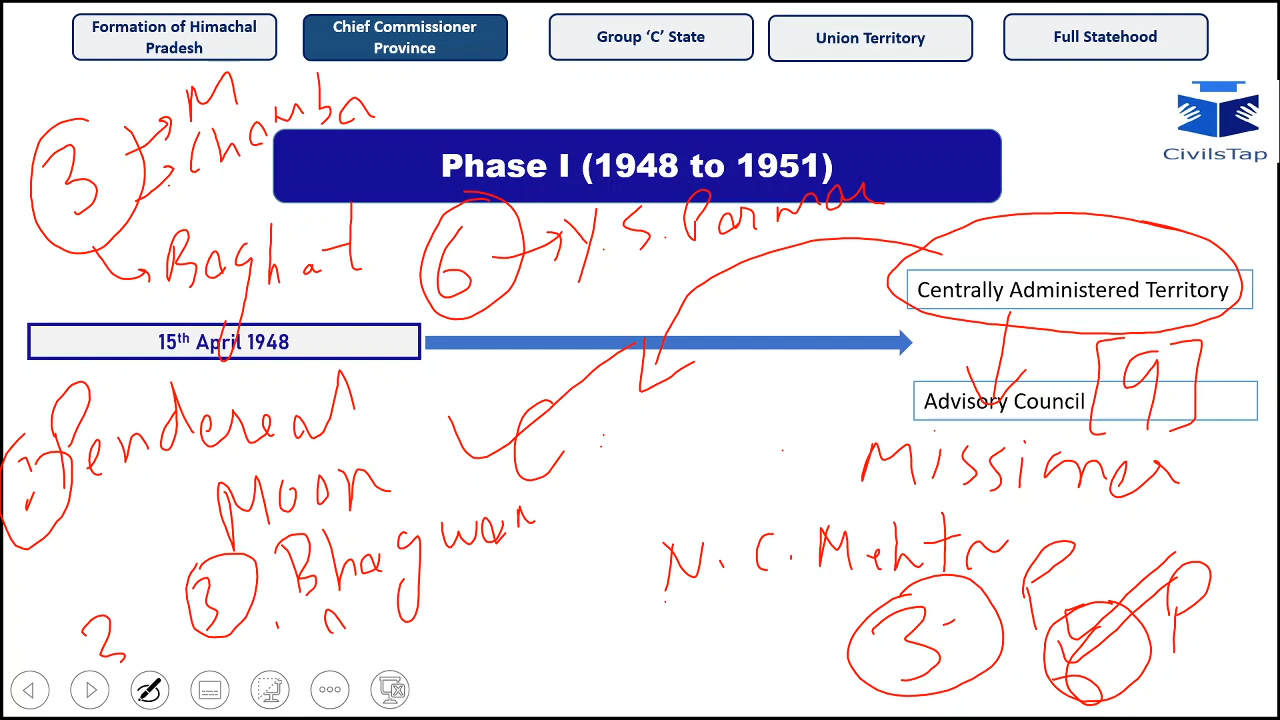 Formation of Himachal
Pradesh
Chief Commissioner
Province
Group ‘C’ State
Union Territory
Full Statehood
CivilsTap
3
M
Chamba
Baghat
Phase I (1948 to 1951)
6
Y. S. Parmar
Centrally Administered Territory
15th April 1948
Advisory Council
9
Pendereal
Moon
C
Missioner
3
Bhagwan
N. C. Mehta
3
P
P